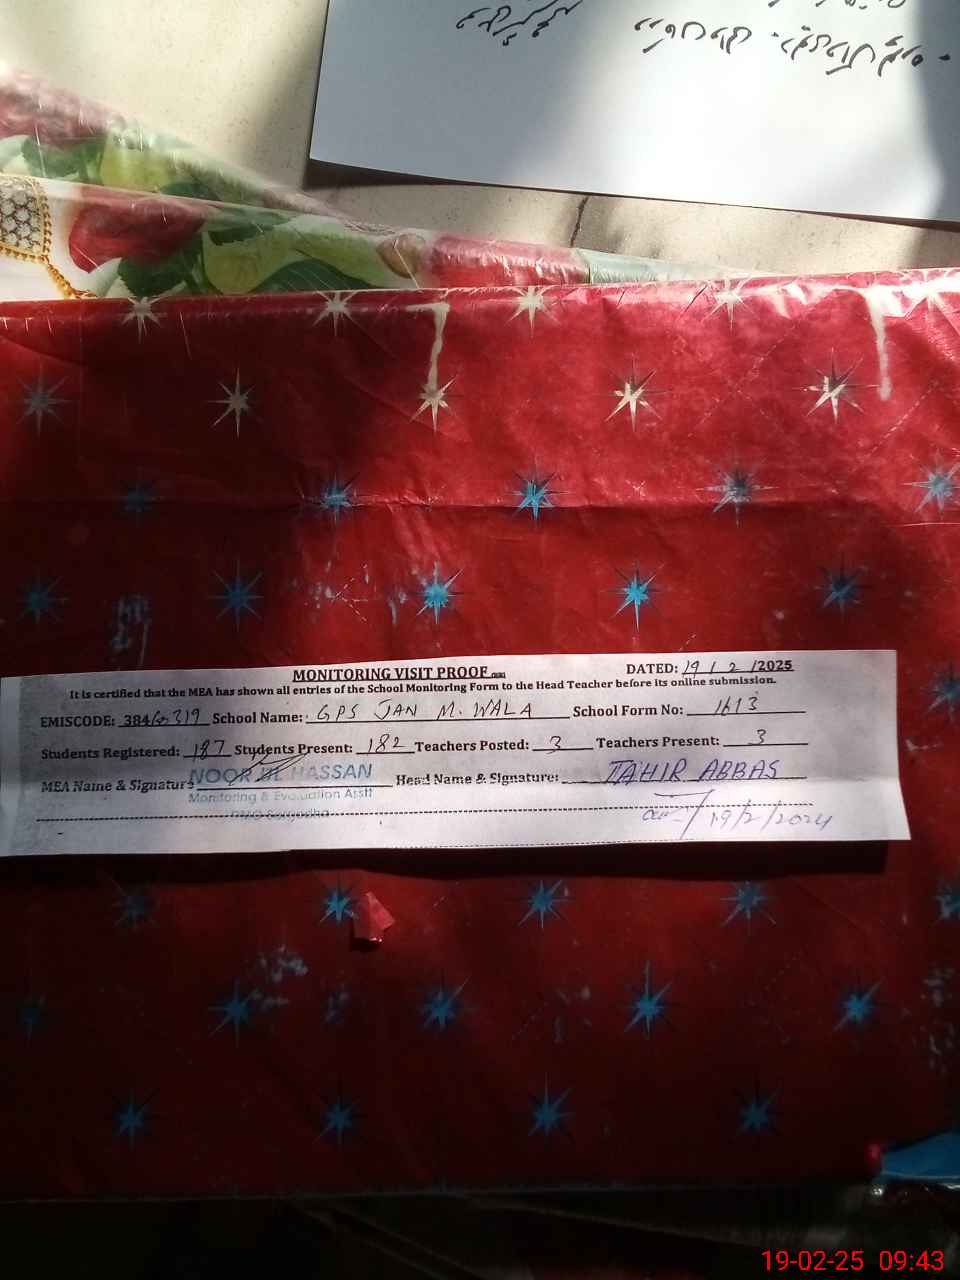 MONITORING VISIT PROOF
DATED: 19/2/2025
It is certified that the MEA has shown all entries of the School Monitoring Form to the Head Teacher before its online submission.
EMISCODE: 384 319 School Name: GPS JAN M. WALA School Form No: 1613
Students Registered: 187 Students Present: 182 Teachers Posted: 3 Teachers Present: 3
MEA Name & Signature NOOR UL HASSAN Head Name & Signature: TAHIR ABBAS
Monitoring & Evaluation Asstt
19/2/2024
19-02-25 09:43